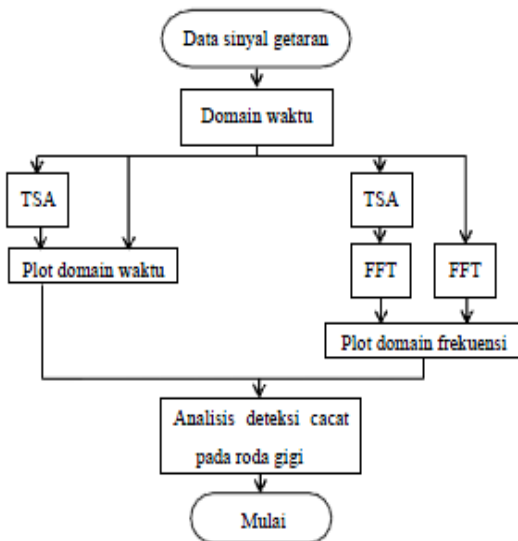 Data sinyal getaran
Domain waktu
TSA
TSA
Plot domain waktu
FFT
FFT
Plot domain frekuensi
Analisis deteksi cacat
pada roda gigi
Mulai